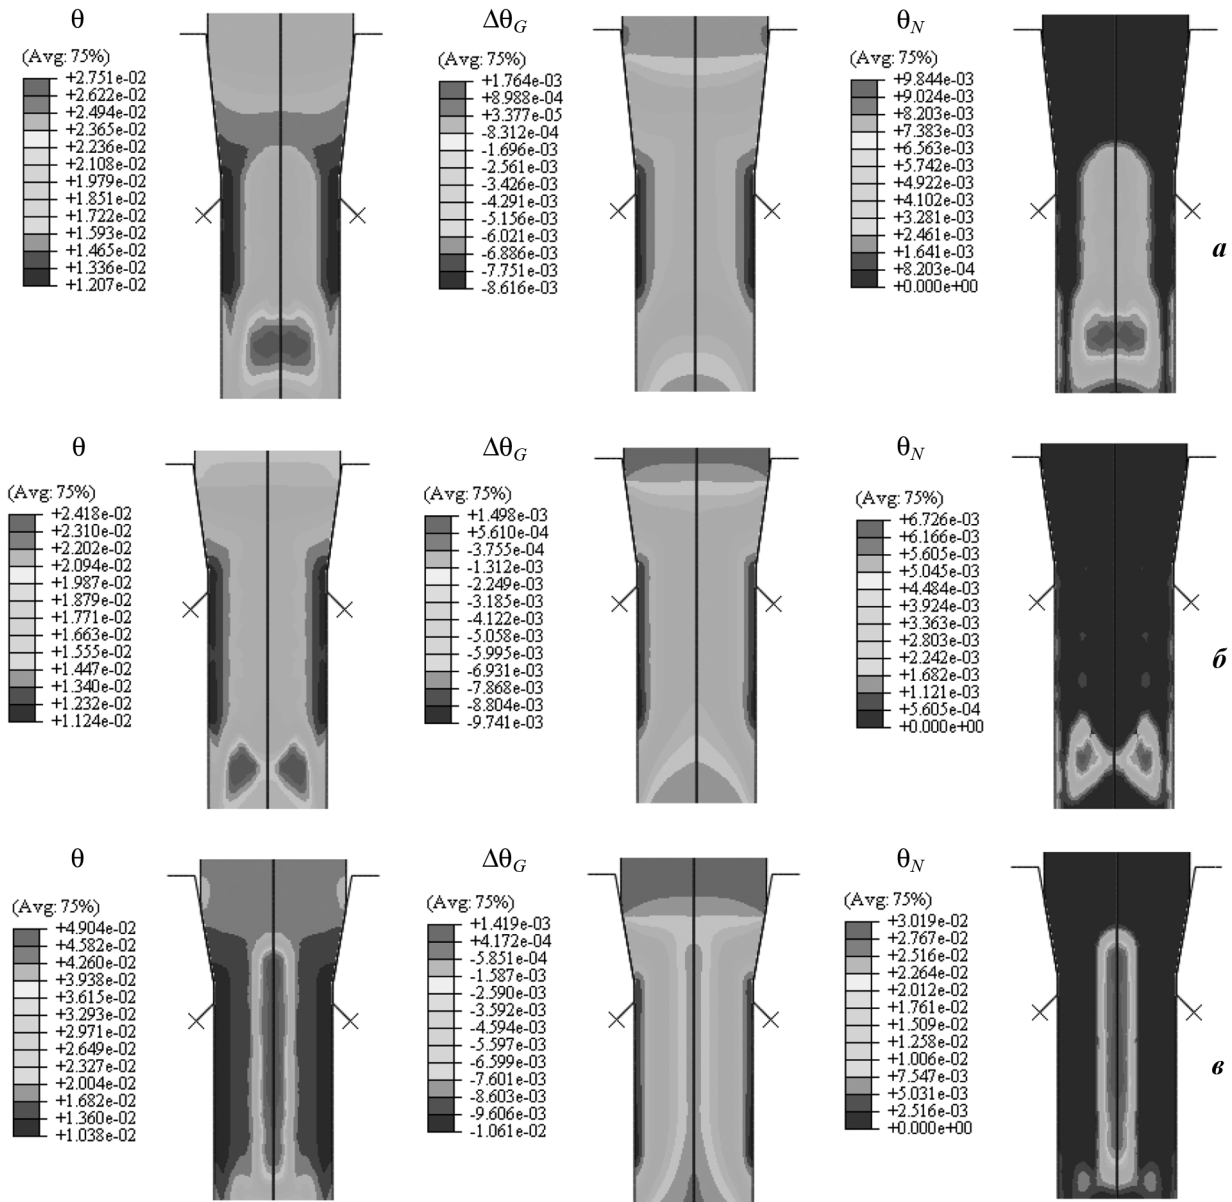 θ
(Avg: 75%)
+2.751e-02
+2.622e-02
+2.494e-02
+2.365e-02
+2.236e-02
+2.108e-02
+1.979e-02
+1.851e-02
+1.722e-02
+1.593e-02
+1.465e-02
+1.336e-02
+1.207e-02
Δθ_G
(Avg: 75%)
+1.764e-03
+8.988e-04
+3.377e-05
-8.312e-04
-1.696e-03
-2.561e-03
-3.426e-03
-4.291e-03
-5.156e-03
-6.021e-03
-6.886e-03
-7.751e-03
-8.616e-03
θ_N
(Avg: 75%)
+9.844e-03
+9.024e-03
+8.203e-03
+7.383e-03
+6.563e-03
+5.742e-03
+4.922e-03
+4.102e-03
+3.281e-03
+2.461e-03
+1.641e-03
+8.203e-04
+0.000e+00
а
θ
(Avg: 75%)
+2.418e-02
+2.310e-02
+2.202e-02
+2.094e-02
+1.987e-02
+1.879e-02
+1.771e-02
+1.663e-02
+1.555e-02
+1.447e-02
+1.340e-02
+1.232e-02
+1.124e-02
Δθ_G
(Avg: 75%)
+1.498e-03
+5.610e-04
-3.755e-04
-1.312e-03
-2.249e-03
-3.185e-03
-4.122e-03
-5.058e-03
-5.995e-03
-6.931e-03
-7.868e-03
-8.804e-03
-9.741e-03
θ_N
(Avg: 75%)
+6.726e-03
+6.166e-03
+5.605e-03
+5.045e-03
+4.484e-03
+3.924e-03
+3.363e-03
+2.803e-03
+2.242e-03
+1.682e-03
+1.121e-03
+5.605e-04
+0.000e+00
б
θ
(Avg: 75%)
+4.904e-02
+4.582e-02
+4.260e-02
+3.938e-02
+3.615e-02
+3.293e-02
+2.971e-02
+2.649e-02
+2.327e-02
+2.004e-02
+1.682e-02
+1.360e-02
+1.038e-02
Δθ_G
(Avg: 75%)
+1.419e-03
+4.172e-04
-5.851e-04
-1.587e-03
-2.590e-03
-3.592e-03
-4.594e-03
-5.597e-03
-6.599e-03
-7.601e-03
-8.603e-03
-9.606e-03
-1.061e-02
θ_N
(Avg: 75%)
+3.019e-02
+2.767e-02
+2.516e-02
+2.264e-02
+2.012e-02
+1.761e-02
+1.509e-02
+1.258e-02
+1.006e-02
+7.547e-03
+5.031e-03
+2.516e-03
+0.000e+00
в